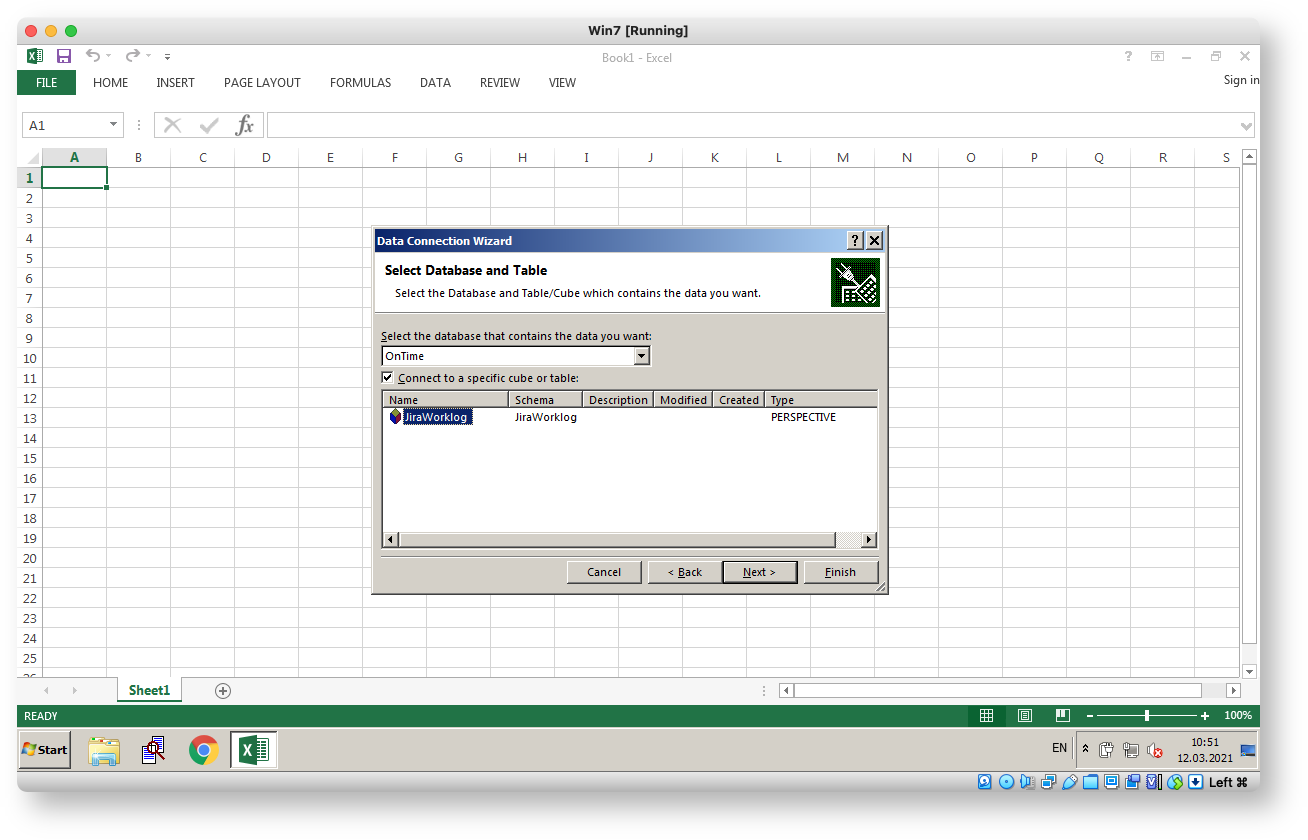 Win7 [Running]
Book1 - Excel
?
FILE HOME INSERT PAGE LAYOUT FORMULAS DATA REVIEW VIEW Sign in
A1 fx
A B C D E F G H I J K L M N O P Q R S
1
2
3
4
5
6
7
8
9
10
11
12
13
14
15
16
17
18
19
20
21
22
23
24
25
26
Data Connection Wizard ?
Select Database and Table
Select the Database and Table/Cube which contains the data you want.
Select the database that contains the data you want:
OnTime
Connect to a specific cube or table:
Name Schema Description Modified Created Type
JiraWorklog JiraWorklog PERSPECTIVE
Cancel < Back Next > Finish
Sheet1
READY 100%
Start EN 10:51
12.03.2021
Left ⌘